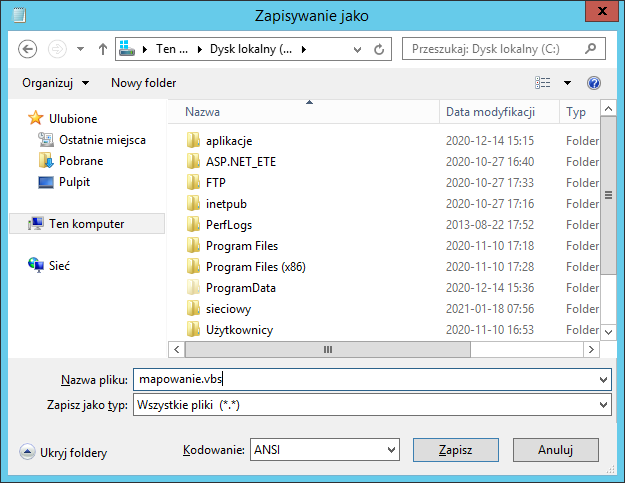 Zapisywanie jako
Ten ... Dysk lokalny (... Przeszukaj: Dysk lokalny (C:)
Organizuj Nowy folder
Nazwa Data modyfikacji Typ
Ulubione
Ostatnie miejsca
Pobrane
Pulpit
Ten komputer
Sieć
aplikacje 2020-12-14 15:15 Folder
ASP.NET_ETE 2020-10-27 16:40 Folder
FTP 2020-10-27 17:33 Folder
inetpub 2020-10-27 17:16 Folder
PerfLogs 2013-08-22 17:52 Folder
Program Files 2020-11-10 17:18 Folder
Program Files (x86) 2020-11-10 17:28 Folder
ProgramData 2020-12-14 15:36 Folder
sieciowy 2021-01-18 07:56 Folder
Użytkownicy 2020-11-10 16:53 Folder
Nazwa pliku: mapowanie.vbs
Zapisz jako typ: Wszystkie pliki (*.*)
Ukryj foldery Kodowanie: ANSI Zapisz Anuluj